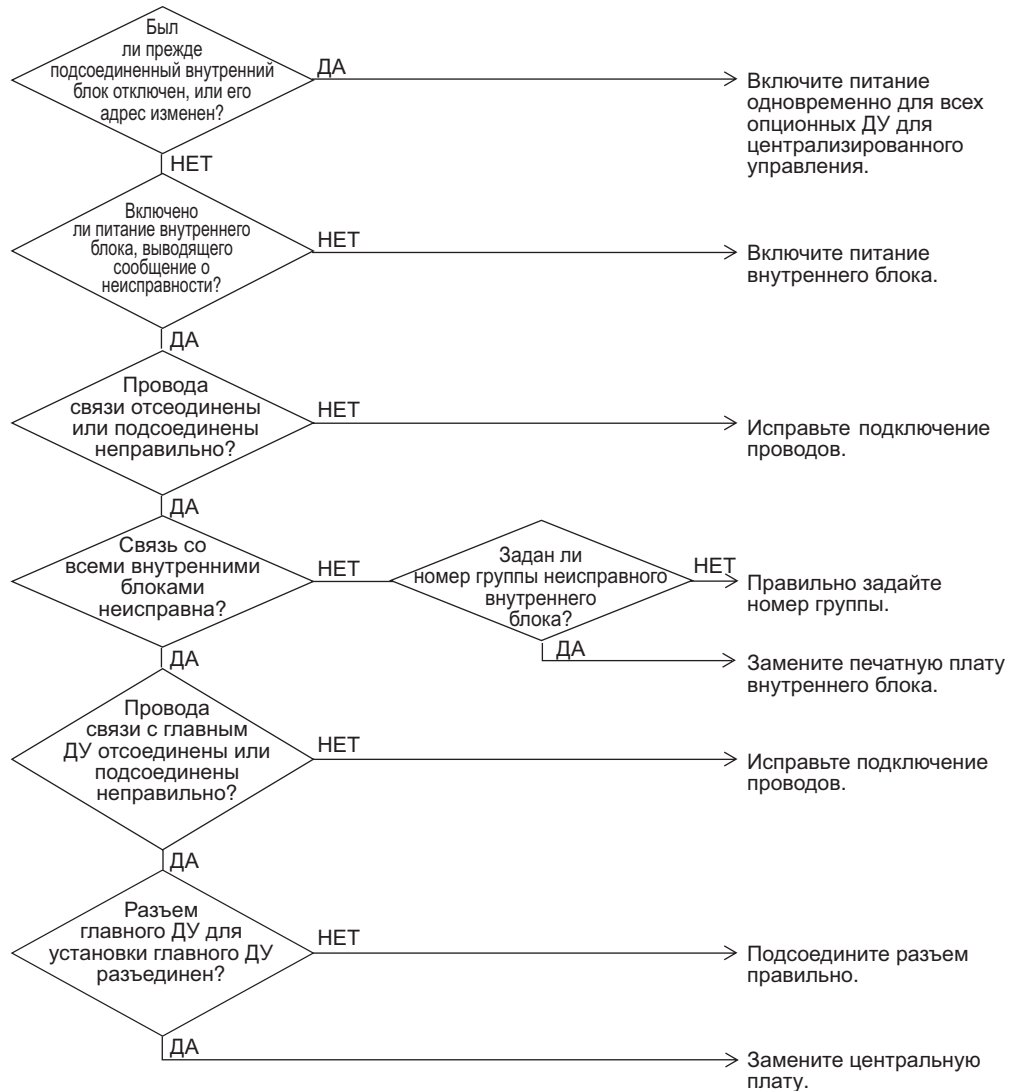 Был
ли прежде
подсоединенный внутренний
блок отключен, или его
адрес изменен?
ДА
Включите питание
одновременно для всех
опционных ДУ для
централизированного
управления.
НЕТ
Включено
ли питание внутреннего
блока, выводящего
сообщение о
неисправности?
НЕТ
Включите питание
внутреннего блока.
ДА
Провода
связи отсеодинены
или подсоединены
неправильно?
НЕТ
Исправьте подключение
проводов.
ДА
Связь со
всеми внутренними
блоками
неисправна?
НЕТ
Задан ли
номер группы неисправного
внутреннего
блока?
НЕТ
Правильно задайте
номер группы.
ДА
Замените печатную плату
внутреннего блока.
ДА
Провода
связи с главным
ДУ отсоединены или
подсоединены
неправильно?
НЕТ
Исправьте подключение
проводов.
ДА
Разъем
главного ДУ для
установки главного ДУ
разъединен?
НЕТ
Подсоедините разъем
правильно.
ДА
Замените центральную
плату.